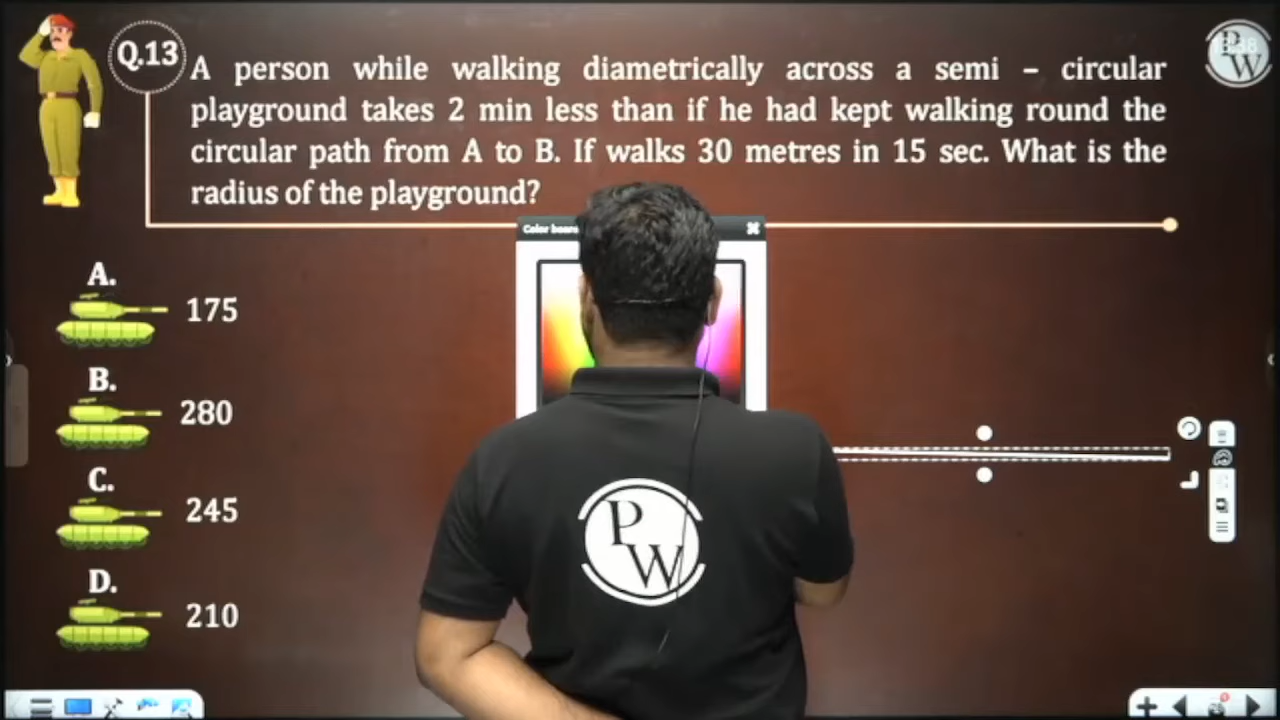 Q.13
A person while walking diametrically across a semi – circular
playground takes 2 min less than if he had kept walking round the
circular path from A to B. If walks 30 metres in 15 sec. What is the
radius of the playground?
Color
A.
175
B.
280
C.
245
D.
210
PW
PW